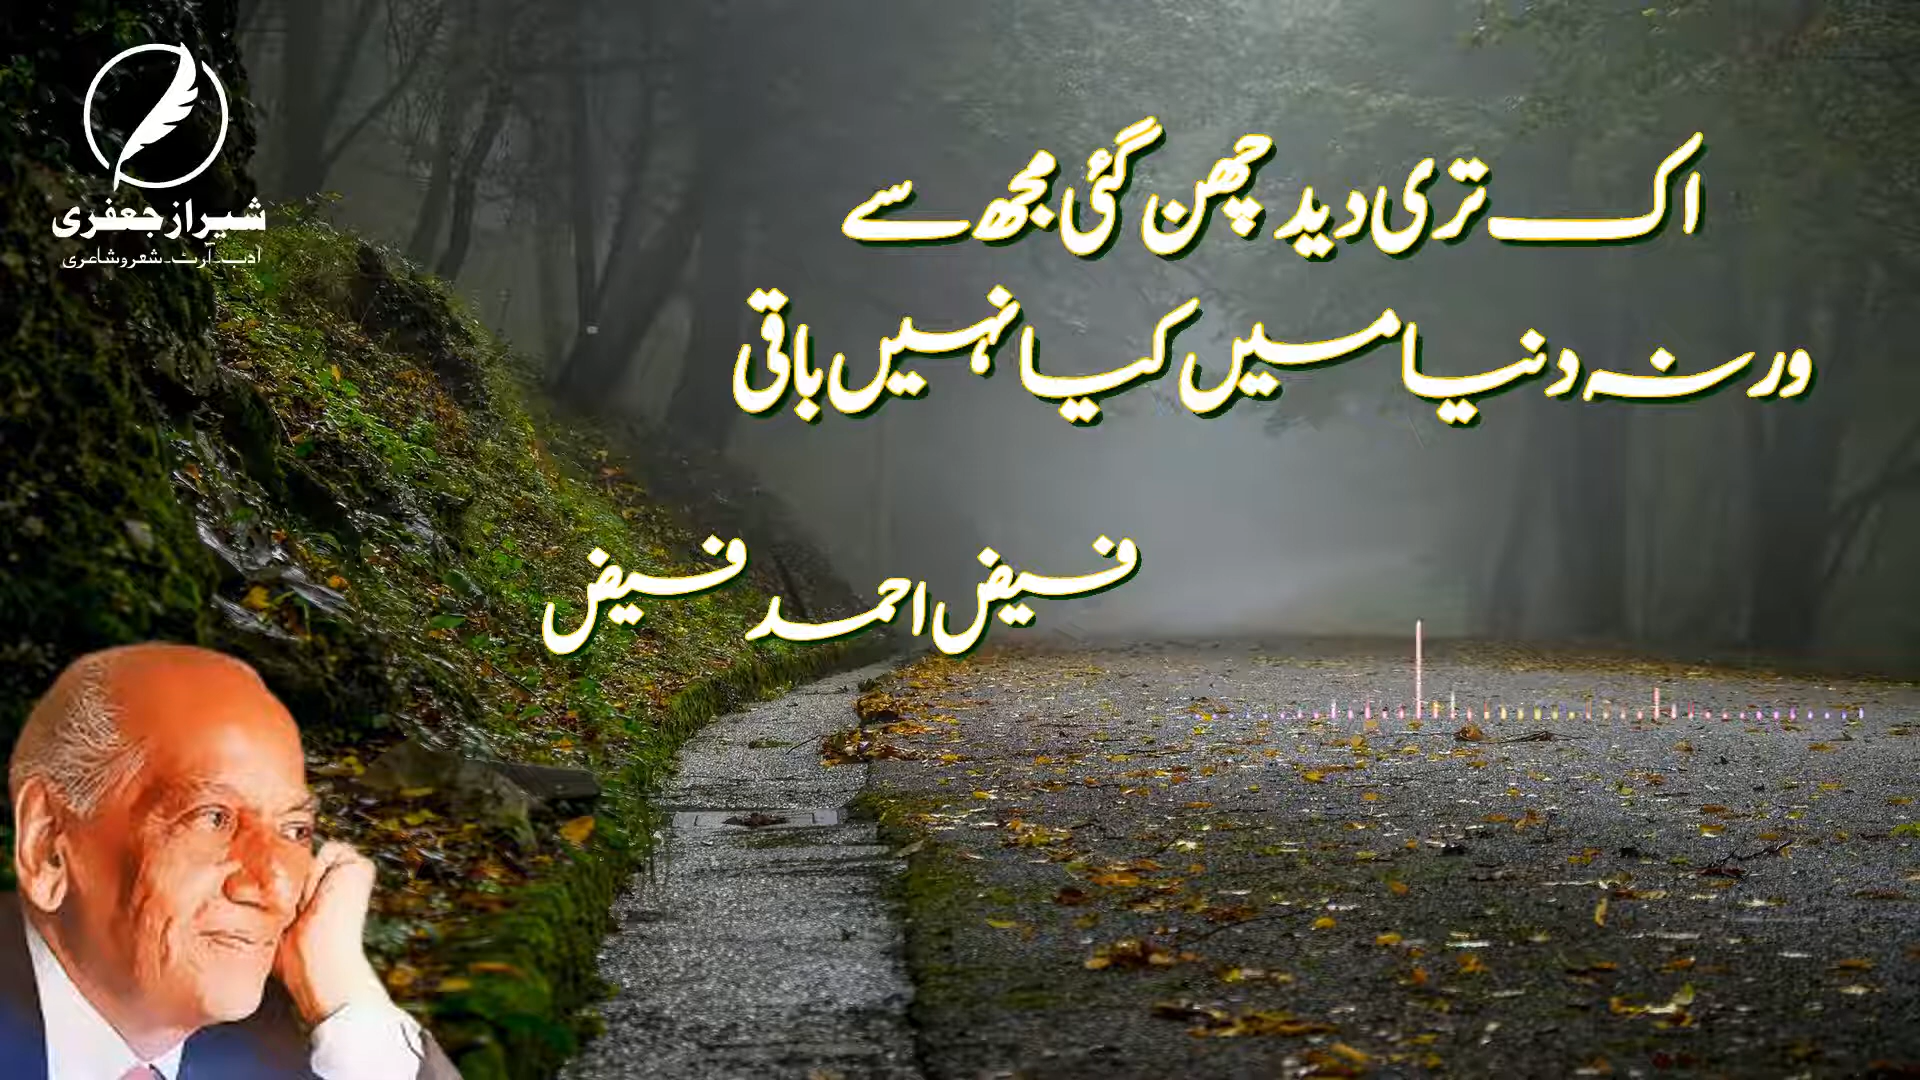 شیراز جعفری
ادب۔آرٹ۔شعروشاعری
اک تری دید چھن گئی مجھ سے
ورنہ دنیا میں کیا نہیں باقی
فیض احمد فیض